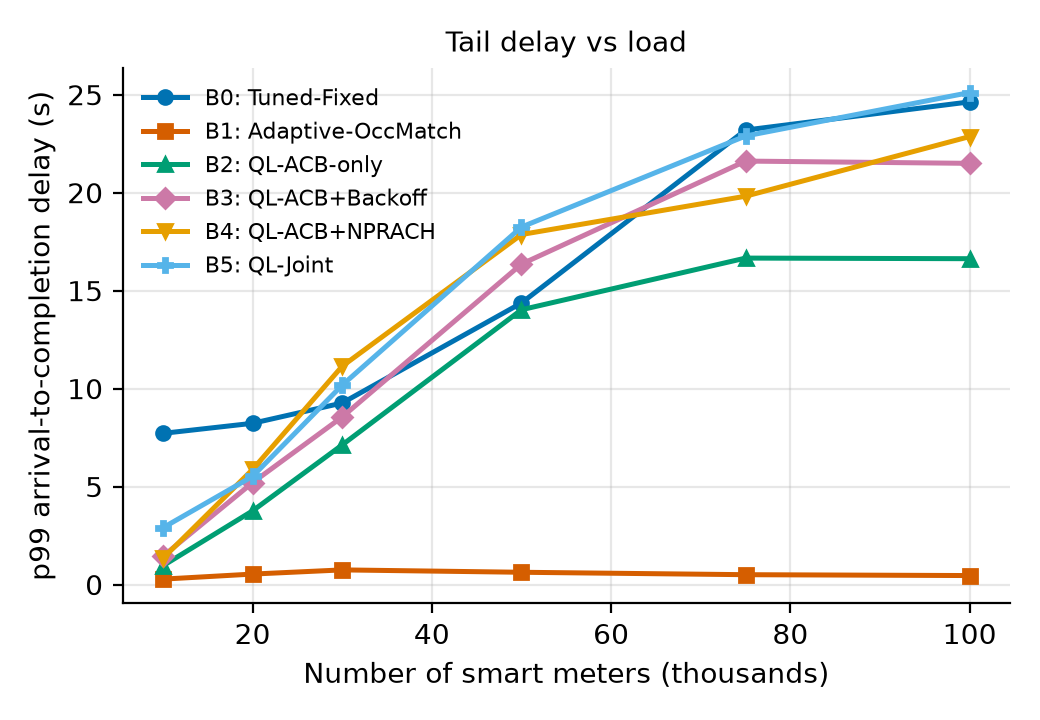 Tail delay vs load
p99 arrival-to-completion delay (s)
25
20
15
10
5
0
B0: Tuned-Fixed
B1: Adaptive-OccMatch
B2: QL-ACB-only
B3: QL-ACB+Backoff
B4: QL-ACB+NPRACH
B5: QL-Joint
20 40 60 80 100
Number of smart meters (thousands)